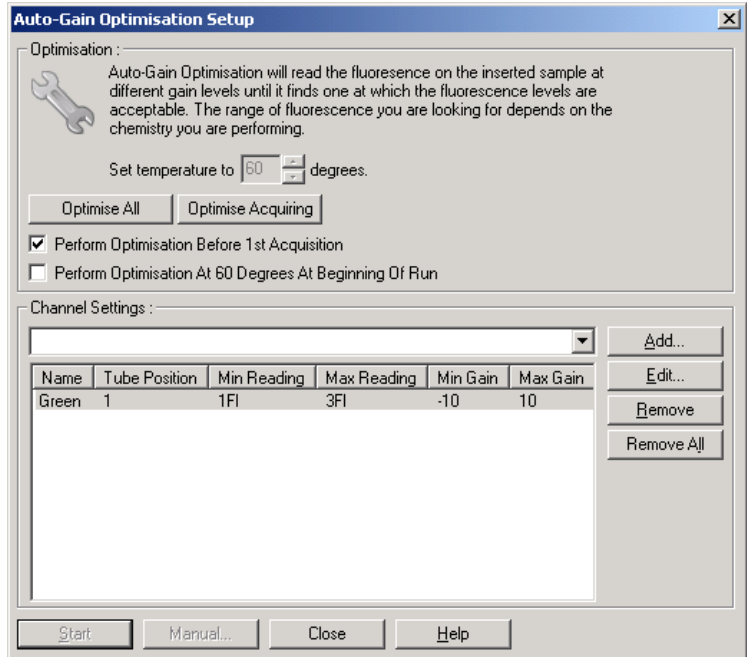 Auto-Gain Optimisation Setup
Optimisation :
Auto-Gain Optimisation will read the fluoresence on the inserted sample at
different gain levels until it finds one at which the fluorescence levels are
acceptable. The range of fluorescence you are looking for depends on the
chemistry you are performing.
Set temperature to 60 degrees.
Optimise All Optimise Acquiring
Perform Optimisation Before 1st Acquisition
Perform Optimisation At 60 Degrees At Beginning Of Run
Channel Settings :
Add...
Name Tube Position Min Reading Max Reading Min Gain Max Gain Edit...
Green 1 1Fl 3Fl -10 10
Remove
Remove All
Start Manual... Close Help